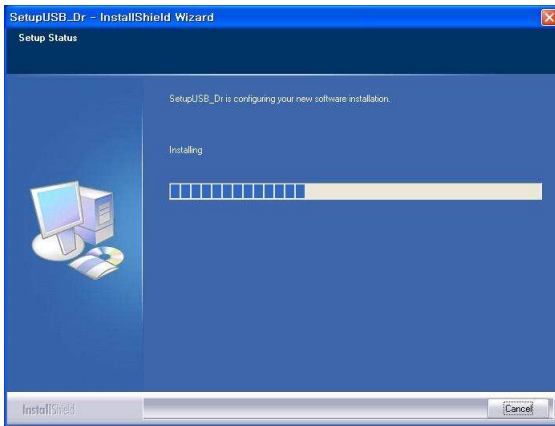 SetupUSB_Dr - InstallShield Wizard
Setup Status
SetupUSB_Dr is configuring your new software installation.
Installing
InstallShield
Cancel